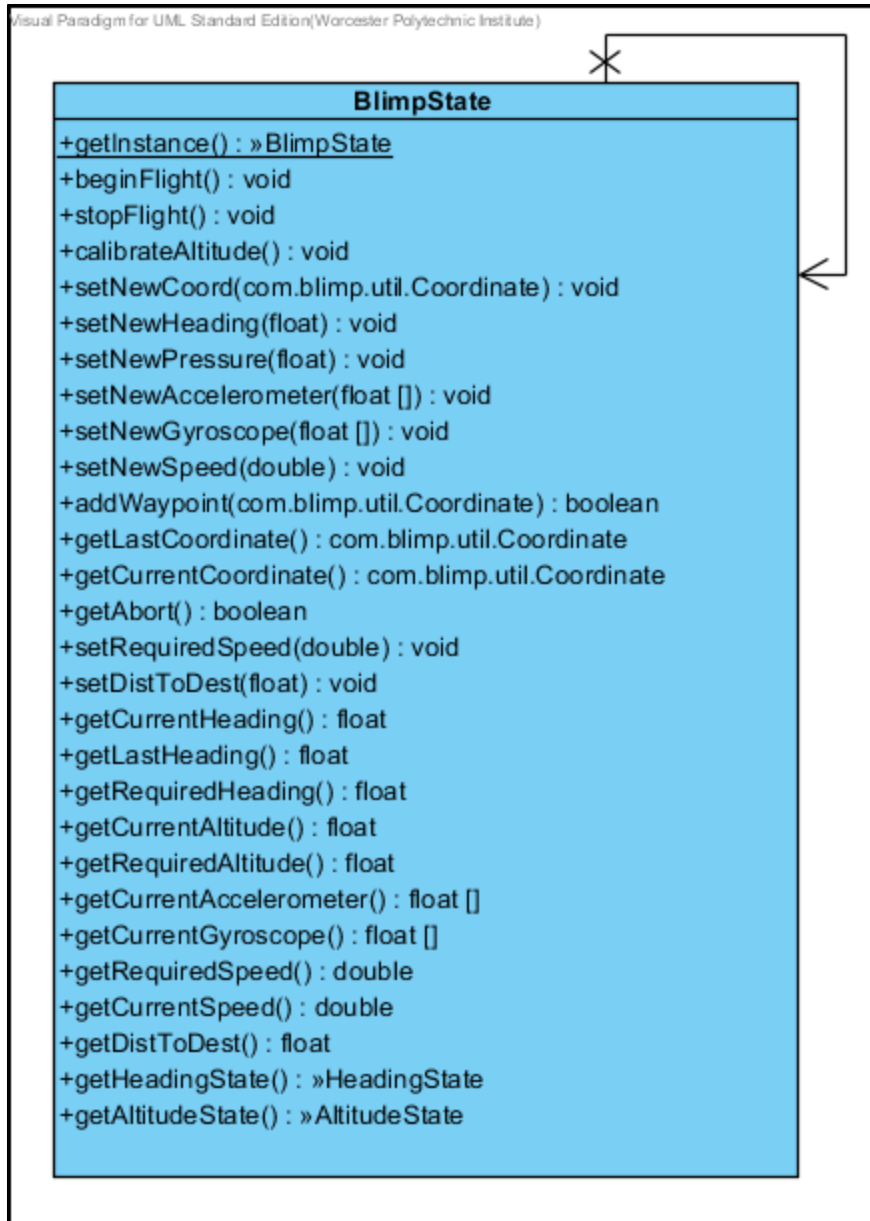 Visual Paradigm for UML Standard Edition(Worcester Polytechnic Institute)
BlimpState
+getInstance() : »BlimpState
+beginFlight() : void
+stopFlight() : void
+calibrateAltitude() : void
+setNewCoord(com.blimp.util.Coordinate) : void
+setNewHeading(float) : void
+setNewPressure(float) : void
+setNewAccelerometer(float []) : void
+setNewGyroscope(float []) : void
+setNewSpeed(double) : void
+addWaypoint(com.blimp.util.Coordinate) : boolean
+getLastCoordinate() : com.blimp.util.Coordinate
+getCurrentCoordinate() : com.blimp.util.Coordinate
+getAbort() : boolean
+setRequiredSpeed(double) : void
+setDistToDest(float) : void
+getCurrentHeading() : float
+getLastHeading() : float
+getRequiredHeading() : float
+getCurrentAltitude() : float
+getRequiredAltitude() : float
+getCurrentAccelerometer() : float []
+getCurrentGyroscope() : float []
+getRequiredSpeed() : double
+getCurrentSpeed() : double
+getDistToDest() : float
+getHeadingState() : »HeadingState
+getAltitudeState() : »AltitudeState